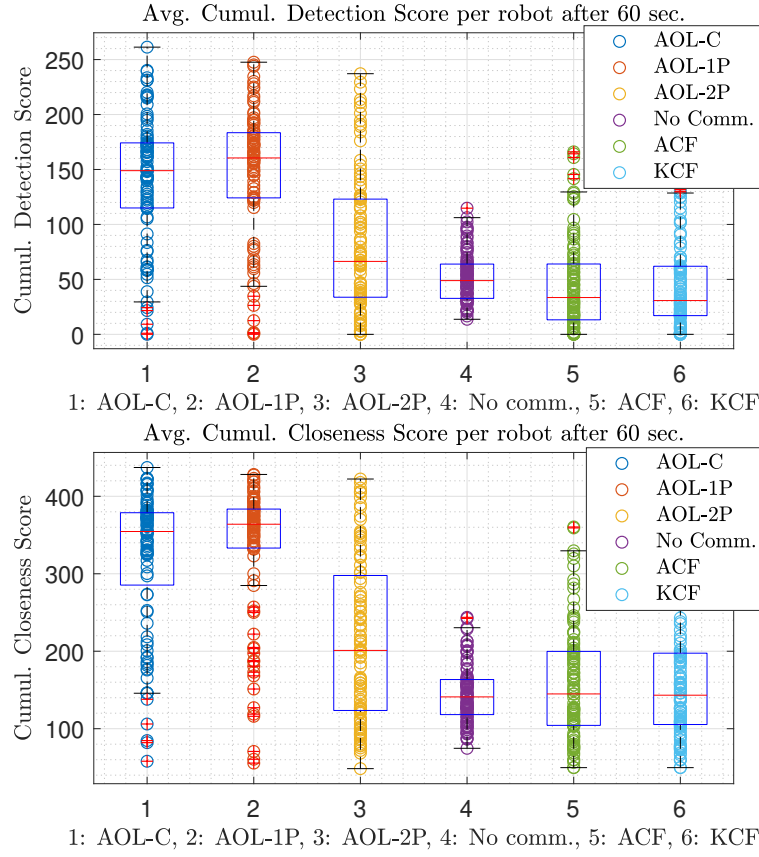 Avg. Cumul. Detection Score per robot after 60 sec.
Cumul. Detection Score
250
200
150
100
50
0
AOL-C
AOL-1P
AOL-2P
No Comm.
ACF
KCF
1 2 3 4 5 6
1: AOL-C, 2: AOL-1P, 3: AOL-2P, 4: No comm., 5: ACF, 6: KCF
Avg. Cumul. Closeness Score per robot after 60 sec.
Cumul. Closeness Score
400
300
200
100
AOL-C
AOL-1P
AOL-2P
No Comm.
ACF
KCF
1 2 3 4 5 6
1: AOL-C, 2: AOL-1P, 3: AOL-2P, 4: No comm., 5: ACF, 6: KCF